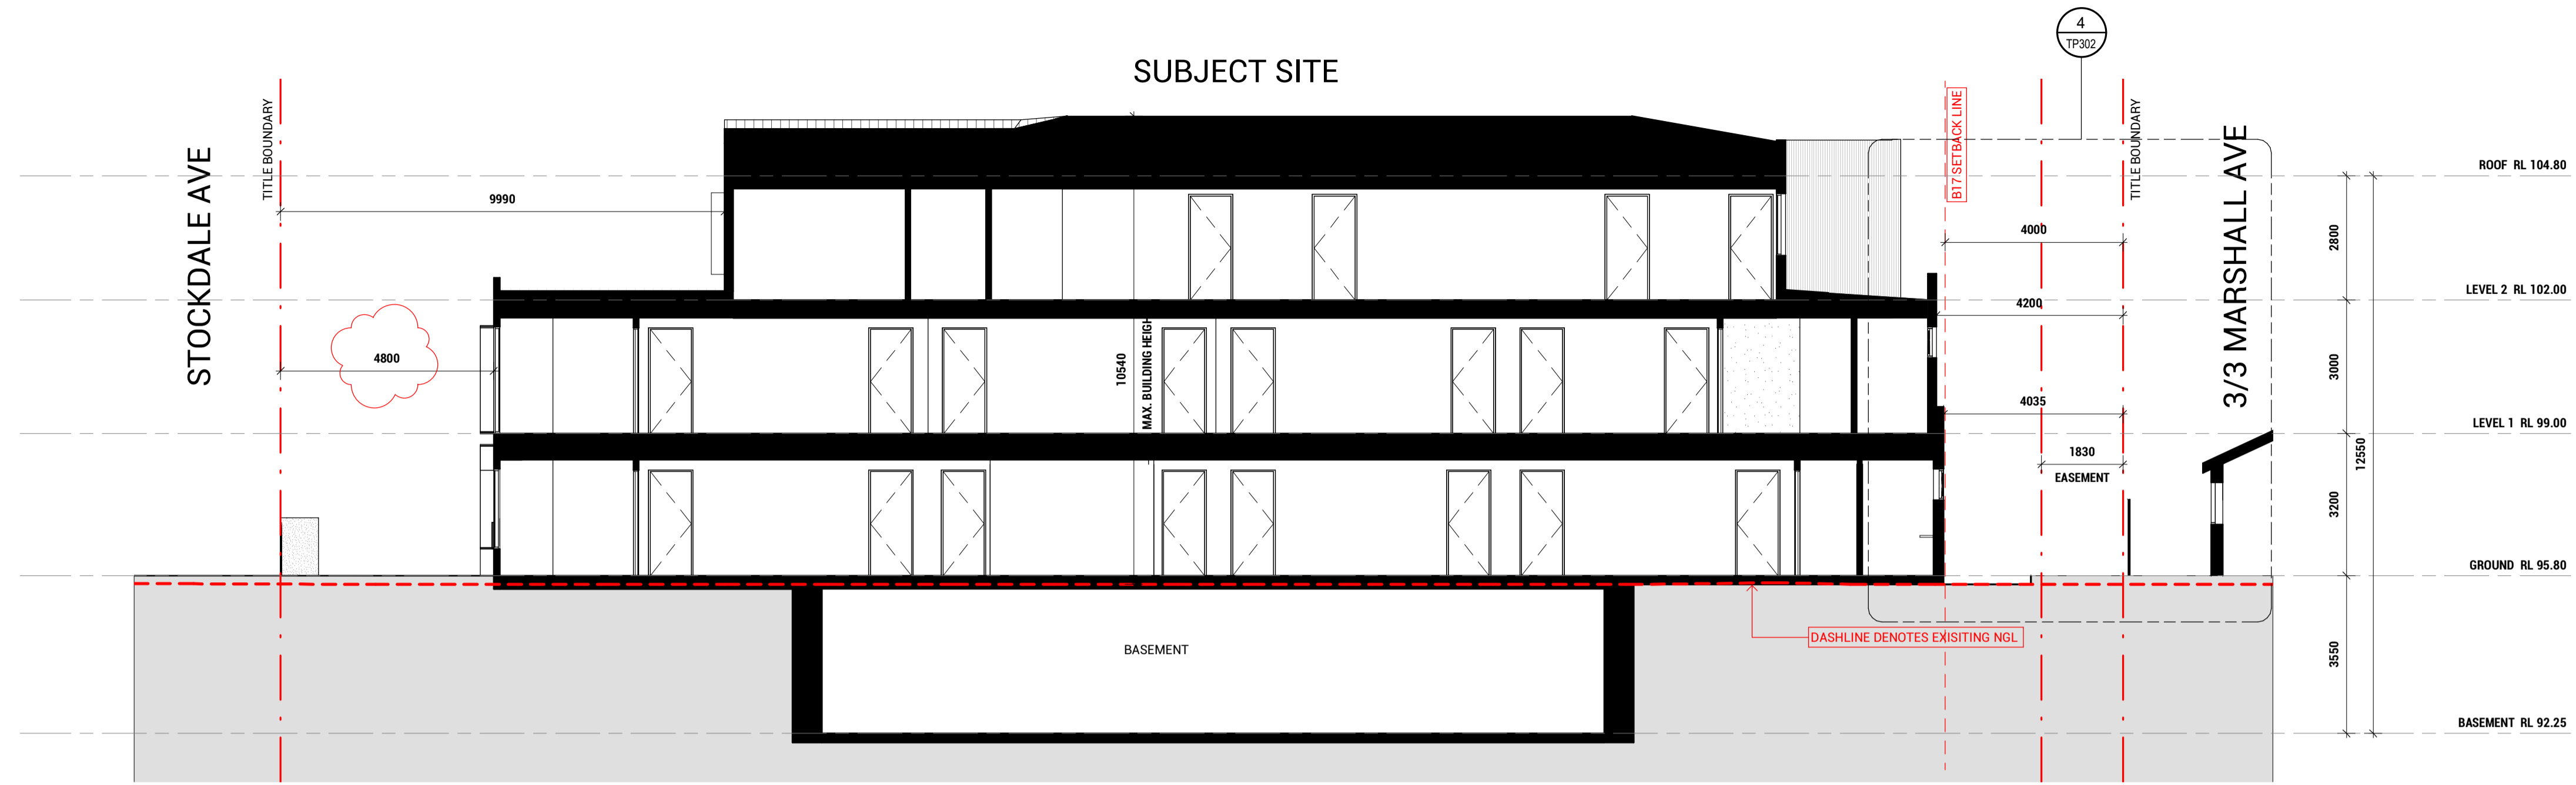 4
TP302
SUBJECT SITE
STOCKDALE AVE
TITLE BOUNDARY
B17 SETBACK LINE
TITLE BOUNDARY
3/3 MARSHALL AVE
ROOF RL 104.80
9990
4000
2800
LEVEL 2 RL 102.00
4200
4800
10540
MAX. BUILDING HEIGH
3000
4035
LEVEL 1 RL 99.00
1830
EASEMENT
12550
3200
GROUND RL 95.80
DASHLINE DENOTES EXISITING NGL
BASEMENT
3550
BASEMENT RL 92.25